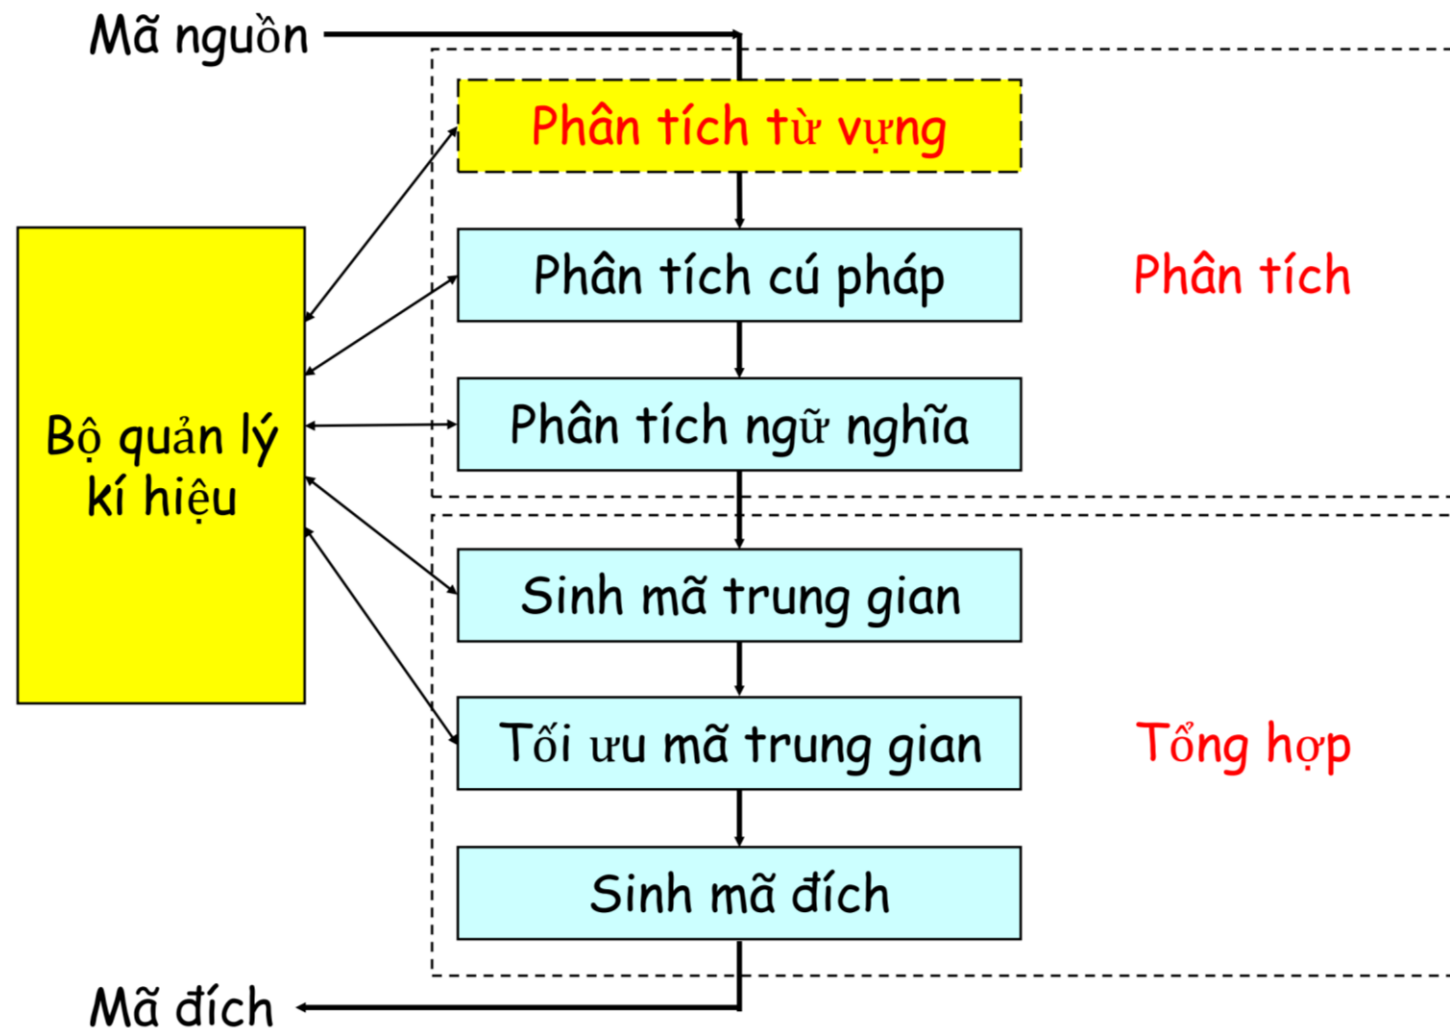 Mã nguồn
Phân tích từ vựng
Phân tích cú pháp
Phân tích
Phân tích ngữ nghĩa
Bộ quản lý
kí hiệu
Sinh mã trung gian
Tối ưu mã trung gian
Tổng hợp
Sinh mã đích
Mã đích